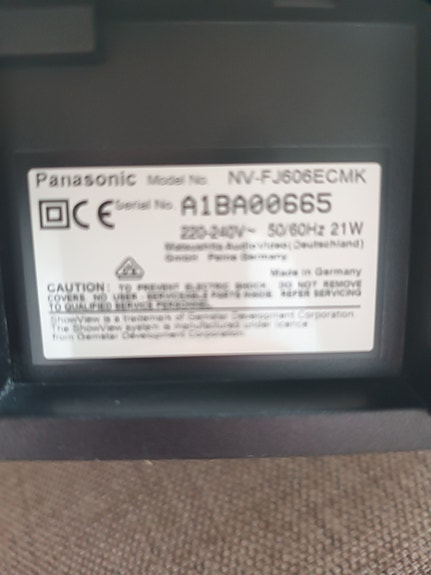 Panasonic Model No. NV-FJ606ECMK
CE Serial No. A1BA00665
220-240V~ 50/60Hz 21W
Matsushita Audio Video (Deutschland)
GmbH Peine Germany
Made in Germany
CAUTION: TO PREVENT ELECTRIC SHOCK, DO NOT REMOVE
COVERS. NO USER-SERVICEABLE PARTS INSIDE. REFER SERVICING
TO QUALIFIED SERVICE PERSONNEL.
ShowView is a trademark of Gemstar Development Corporation.
The ShowView system is manufactured under licence
from Gemstar Development Corporation.